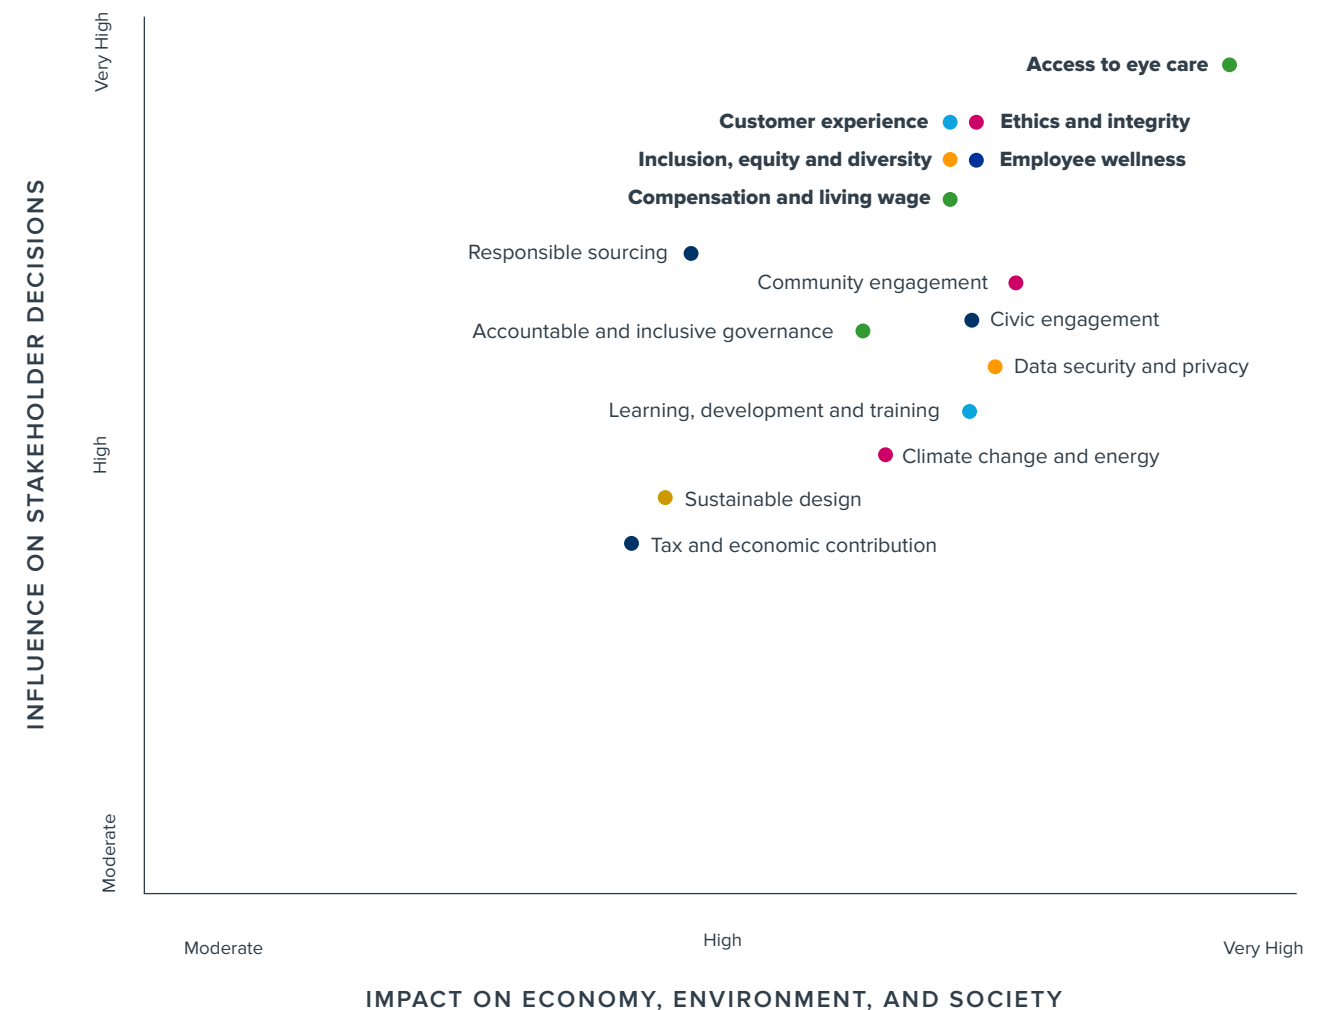 Very High
Access to eye care
Customer experience
Ethics and integrity
Inclusion, equity and diversity
Employee wellness
Compensation and living wage
Responsible sourcing
Community engagement
Civic engagement
Accountable and inclusive governance
Data security and privacy
Learning, development and training
High
Climate change and energy
Sustainable design
Tax and economic contribution
INFLUENCE ON STAKEHOLDER DECISIONS
Moderate
Moderate
High
Very High
IMPACT ON ECONOMY, ENVIRONMENT, AND SOCIETY